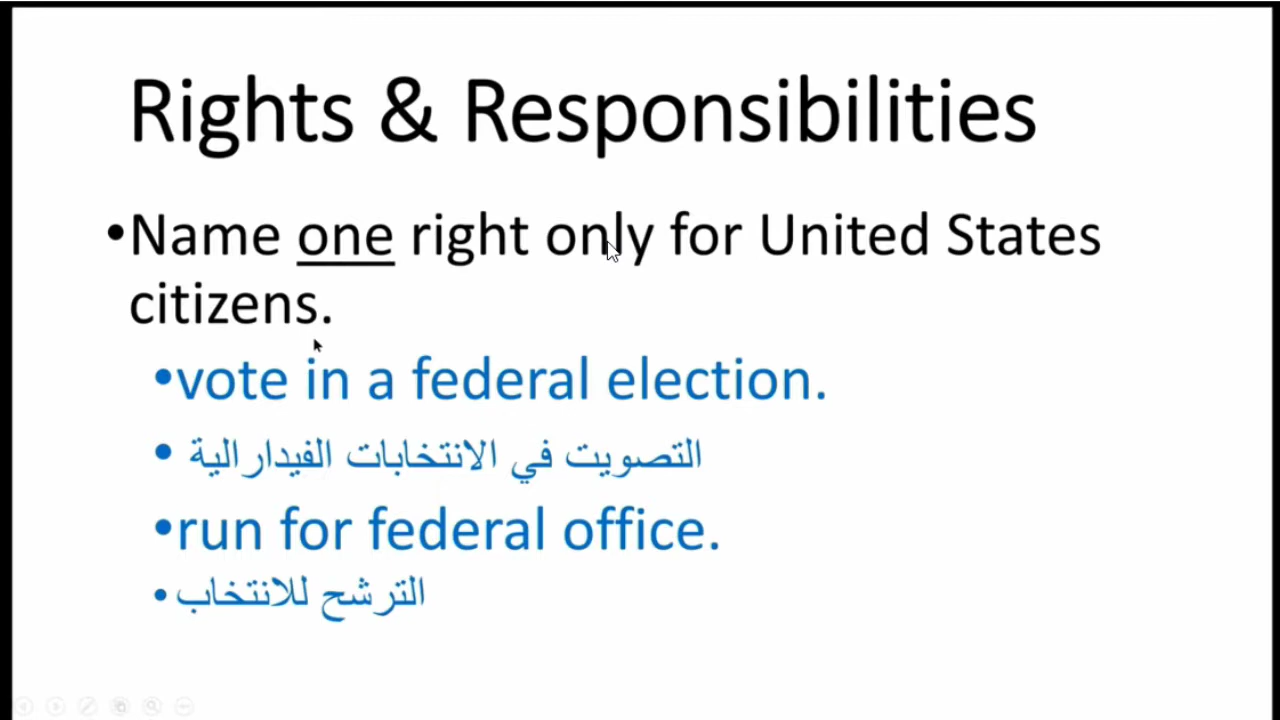 Rights & Responsibilities
•Name one right only for United States
citizens.
•vote in a federal election.
• التصويت في الانتخابات الفيدارالية
•run for federal office.
• الترشح للانتخاب